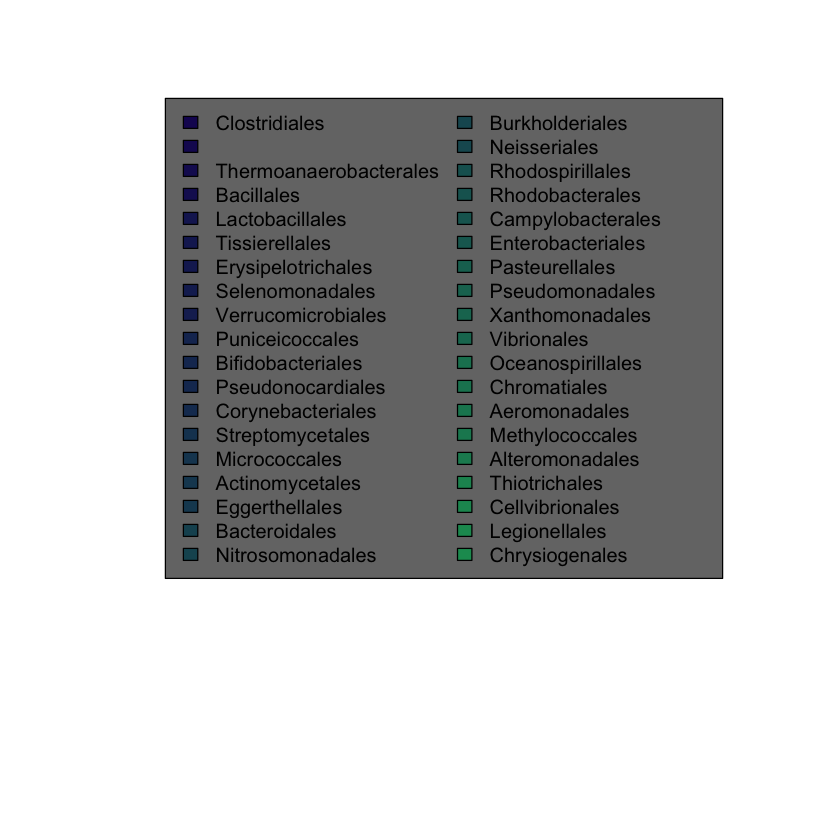 Clostridiales
Thermoanaerobacterales
Bacillales
Lactobacillales
Tissierellales
Erysipelotrichales
Selenomonadales
Verrucomicrobiales
Puniceicoccales
Bifidobacteriales
Pseudonocardiales
Corynebacteriales
Streptomycetales
Micrococcales
Actinomycetales
Eggerthellales
Bacteroidales
Nitrosomonadales
Burkholderiales
Neisseriales
Rhodospirillales
Rhodobacterales
Campylobacterales
Enterobacteriales
Pasteurellales
Pseudomonadales
Xanthomonadales
Vibrionales
Oceanospirillales
Chromatiales
Aeromonadales
Methylococcales
Alteromonadales
Thiotrichales
Cellvibrionales
Legionellales
Chrysiogenales